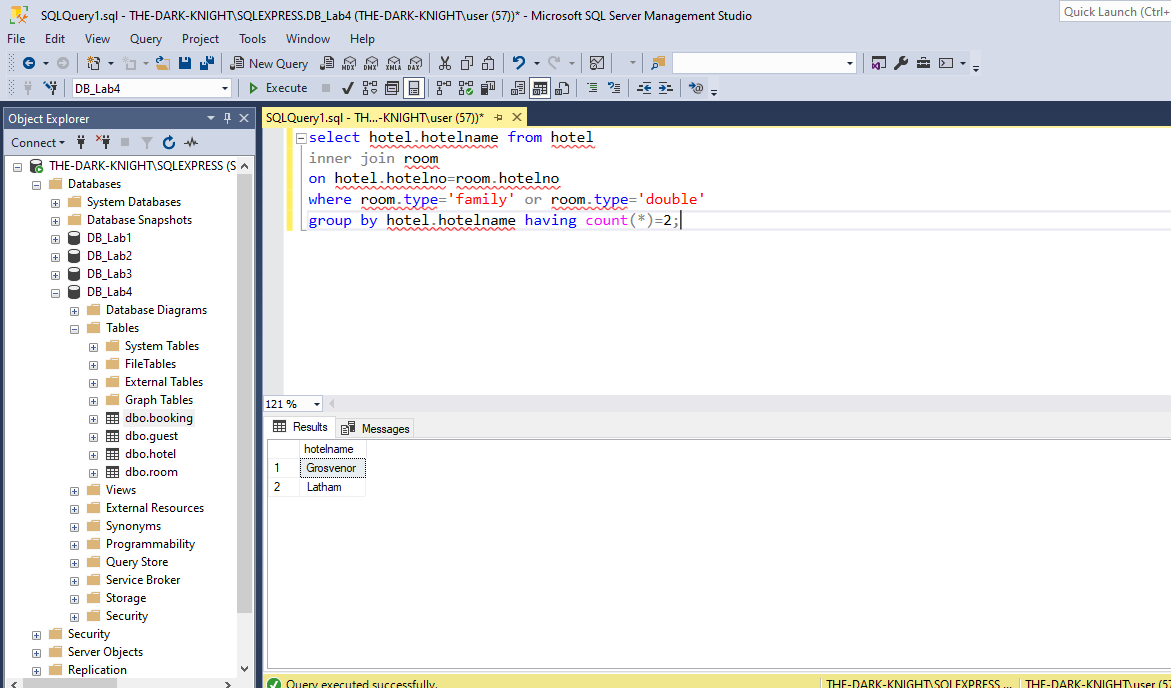 SQLQuery1.sql - THE-DARK-KNIGHT\SQLEXPRESS.DB_Lab4 (THE-DARK-KNIGHT\user (57))* - Microsoft SQL Server Management Studio
Quick Launch (Ctrl+
File Edit View Query Project Tools Window Help
New Query MDX DMX XMLA DAX
DB_Lab4 Execute
Object Explorer
SQLQuery1.sql - TH...-KNIGHT\user (57))*
Connect
THE-DARK-KNIGHT\SQLEXPRESS (S
Databases
System Databases
Database Snapshots
DB_Lab1
DB_Lab2
DB_Lab3
DB_Lab4
Database Diagrams
Tables
System Tables
FileTables
External Tables
Graph Tables
dbo.booking
dbo.guest
dbo.hotel
dbo.room
Views
External Resources
Synonyms
Programmability
Query Store
Service Broker
Storage
Security
Security
Server Objects
Replication
select hotel.hotelname from hotel
inner join room
on hotel.hotelno=room.hotelno
where room.type='family' or room.type='double'
group by hotel.hotelname having count(*)=2;
121 %
Results Messages
hotelname
1 Grosvenor
2 Latham
Query executed successfully.
THE-DARK-KNIGHT\SQLEXPRESS ... THE-DARK-KNIGHT\user (57